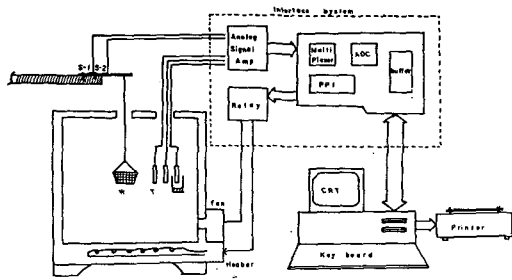 Interface System
S-1 S-2
Analog
Signal
Amp
Multi
Plexer
ADC
buffer
PPI
Relay
W
T
fan
Heater
CRT
Key board
Printer